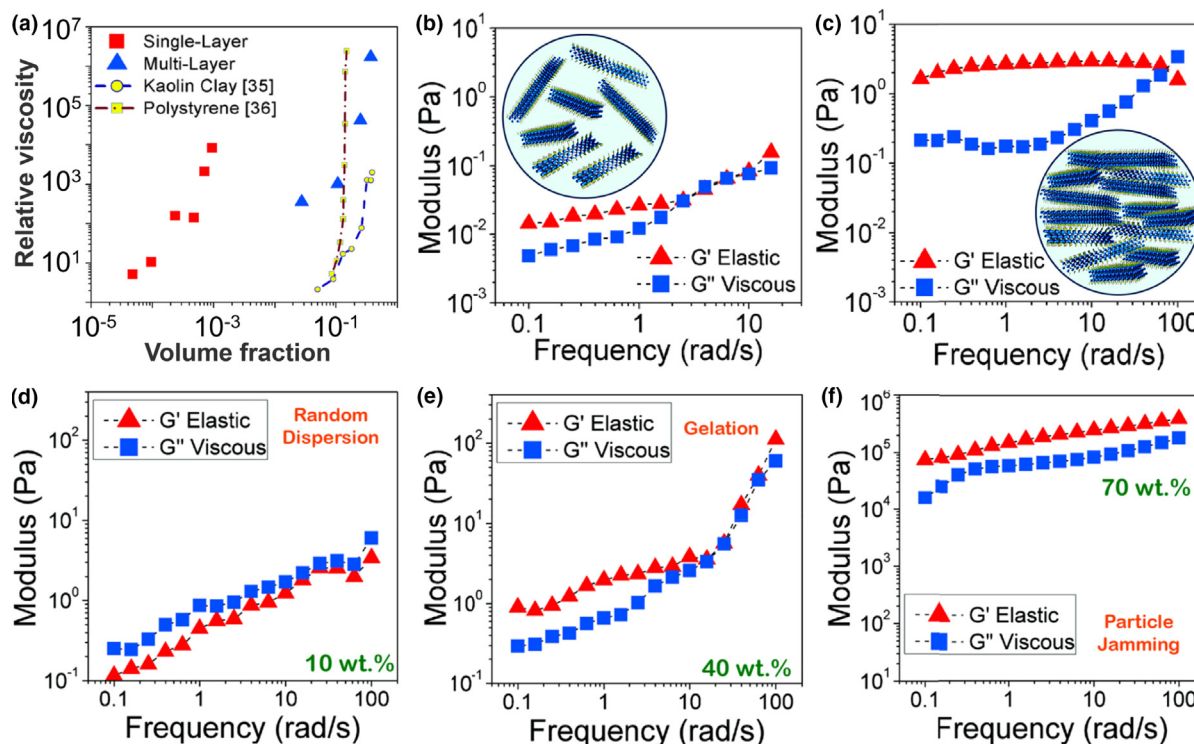 (a)
Relative viscosity
10^7
10^5
10^3
10^1
Single-Layer
Multi-Layer
Kaolin Clay [35]
Polystyrene [36]
10^-5 10^-3 10^-1
Volume fraction
(b)
Modulus (Pa)
10^1
10^0
10^-1
10^-2
10^-3
G' Elastic
G" Viscous
0.1 1 10
Frequency (rad/s)
(c)
Modulus (Pa)
10^1
10^0
10^-1
10^-2
10^-3
G' Elastic
G" Viscous
0.1 1 10 100
Frequency (rad/s)
(d)
Modulus (Pa)
10^2
10^1
10^0
10^-1
G' Elastic
G" Viscous
Random
Dispersion
10 wt.%
0.1 1 10 100
Frequency (rad/s)
(e)
Modulus (Pa)
10^2
10^1
10^0
10^-1
G' Elastic
G" Viscous
Gelation
40 wt.%
0.1 1 10 100
Frequency (rad/s)
(f)
Modulus (Pa)
10^6
10^5
10^4
10^3
10^2
10^1
70 wt.%
G' Elastic
G" Viscous
Particle
Jamming
0.1 1 10 100
Frequency (rad/s)